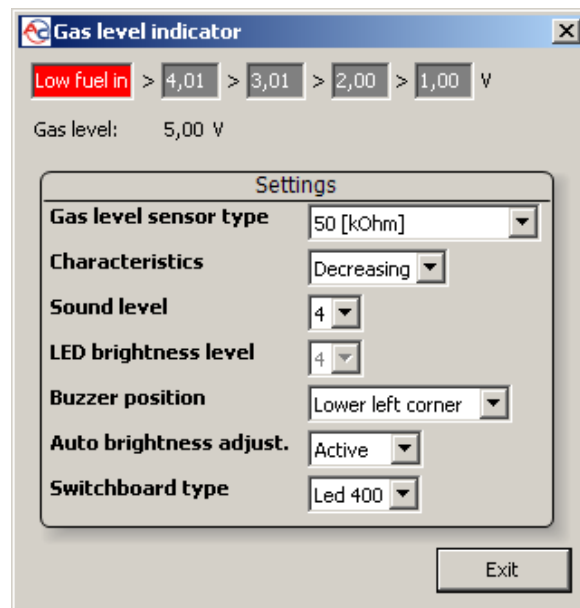 Gas level indicator
Low fuel in > 4,01 > 3,01 > 2,00 > 1,00 V
Gas level: 5,00 V
Settings
Gas level sensor type 50 [kOhm]
Characteristics Decreasing
Sound level 4
LED brightness level 4
Buzzer position Lower left corner
Auto brightness adjust. Active
Switchboard type Led 400
Exit